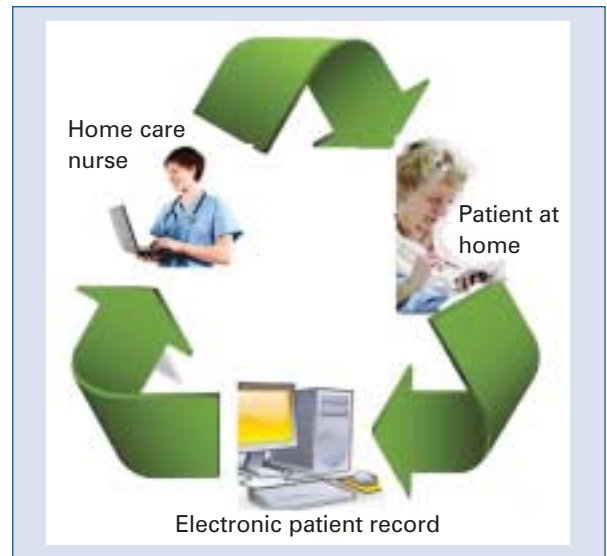 Home care
nurse
Patient at
home
Electronic patient record